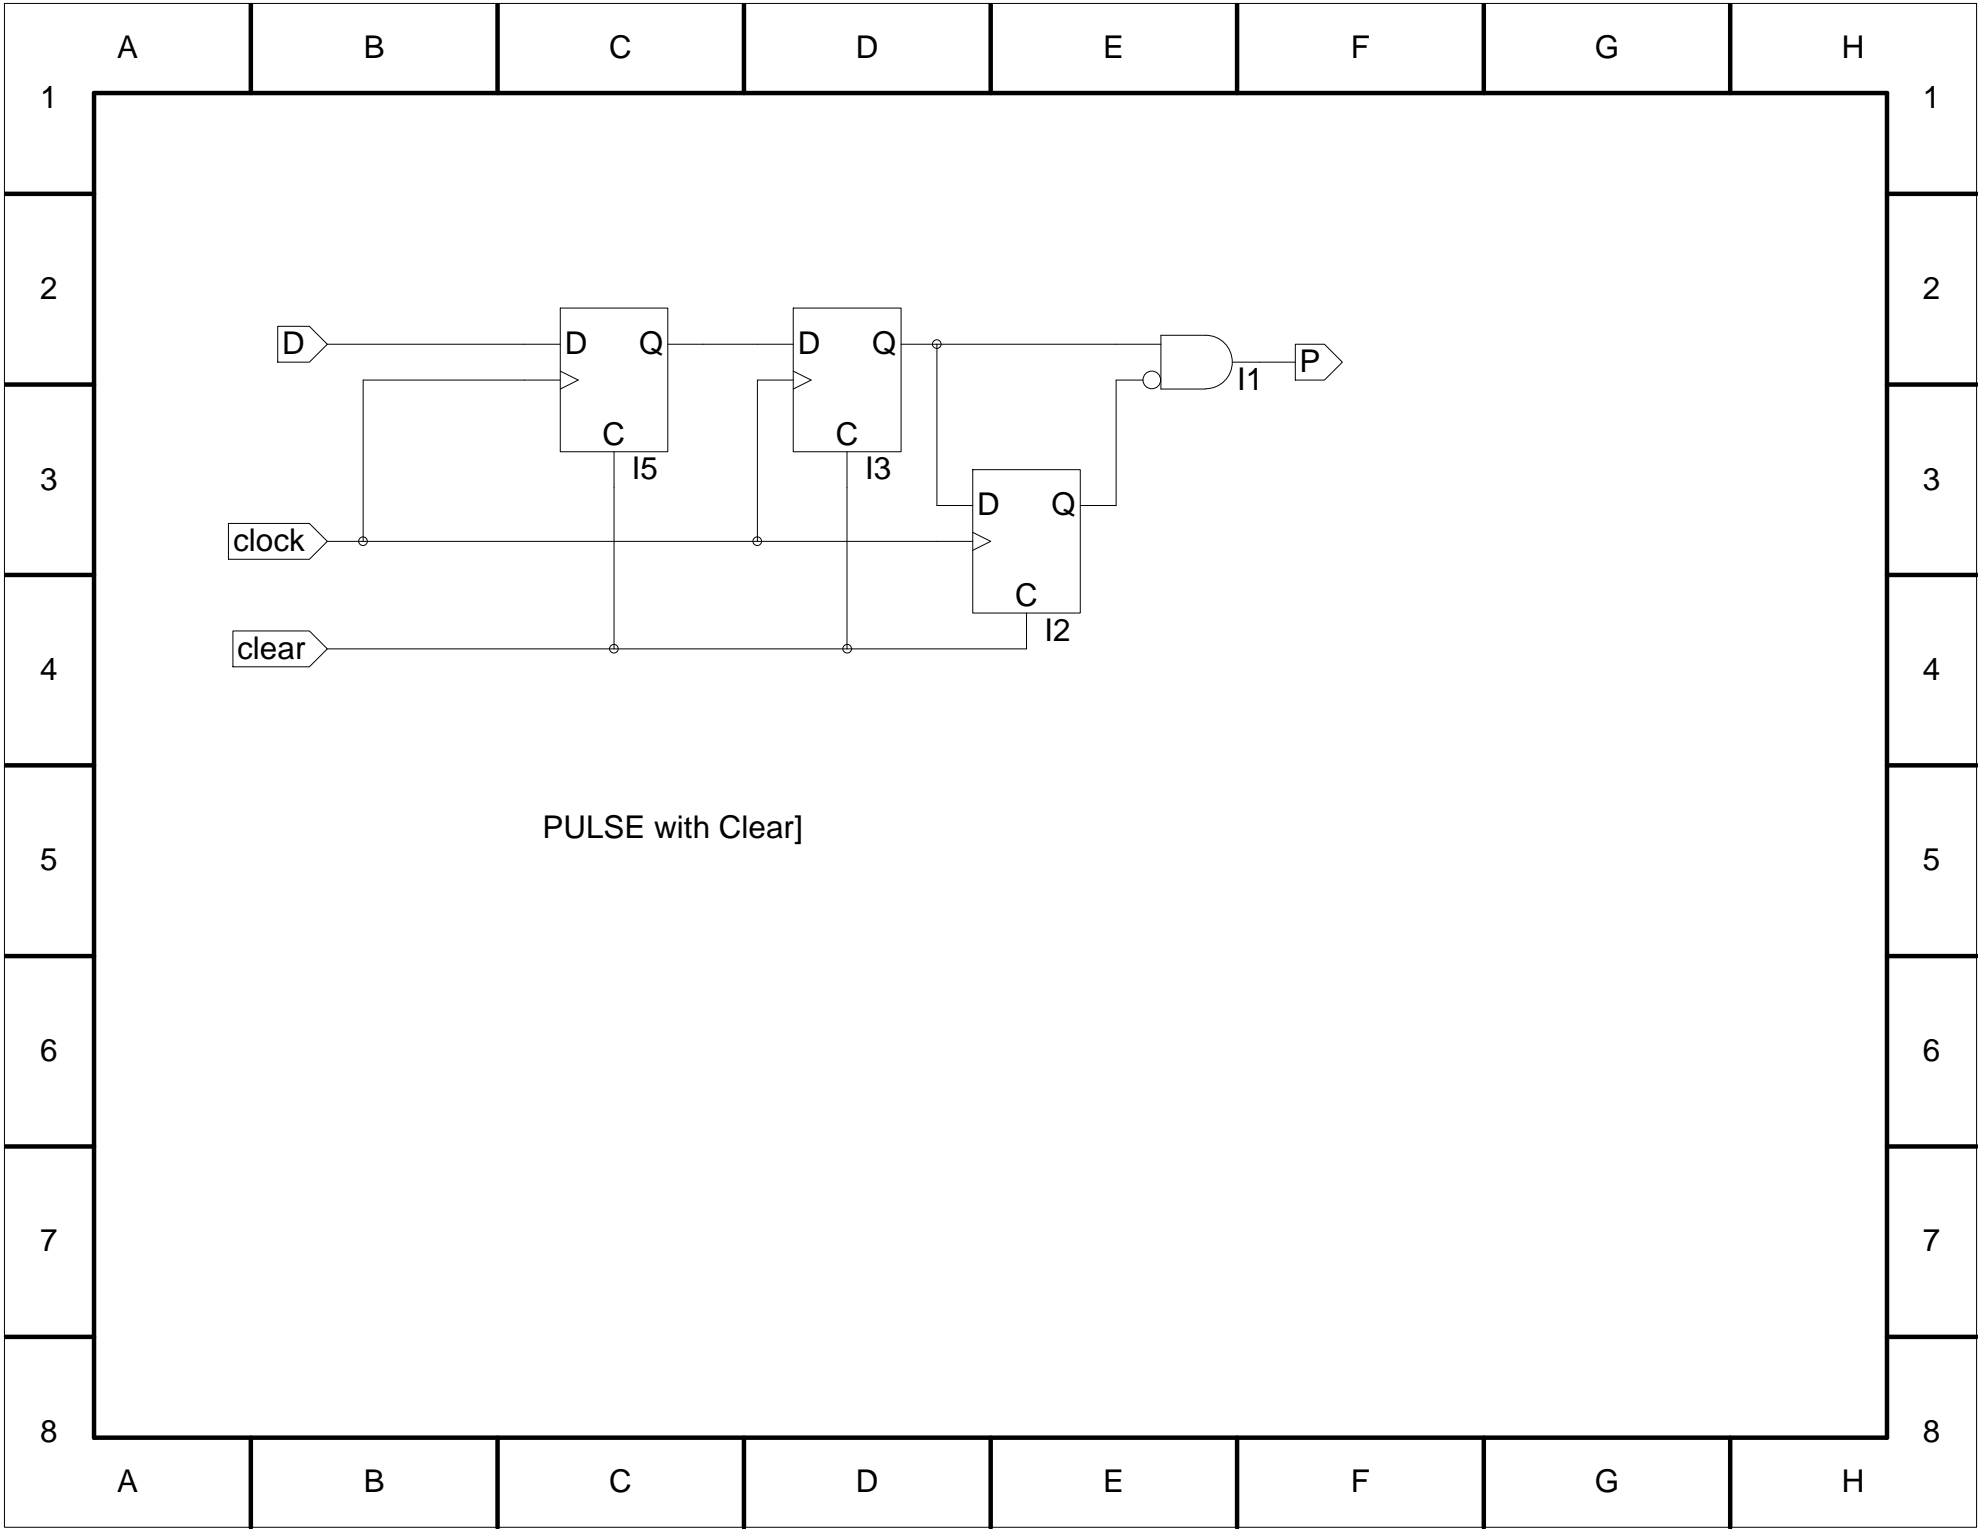 A B C D E F G H
1 1
2 2
D D Q D Q P
I1
C C
3 I5 I3 3
D Q
clock
C
I2
clear
4 4
PULSE with Clear]
5 5
6 6
7 7
8 8
A B C D E F G H